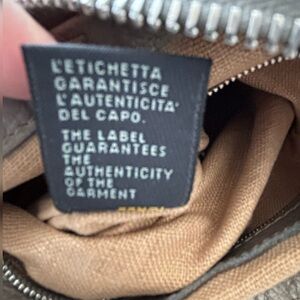 L'ETICHETTA
GARANTISCE
L'AUTENTICITA'
DEL CAPO.
THE LABEL
GUARANTEES
THE
AUTHENTICITY
OF THE
GARMENT